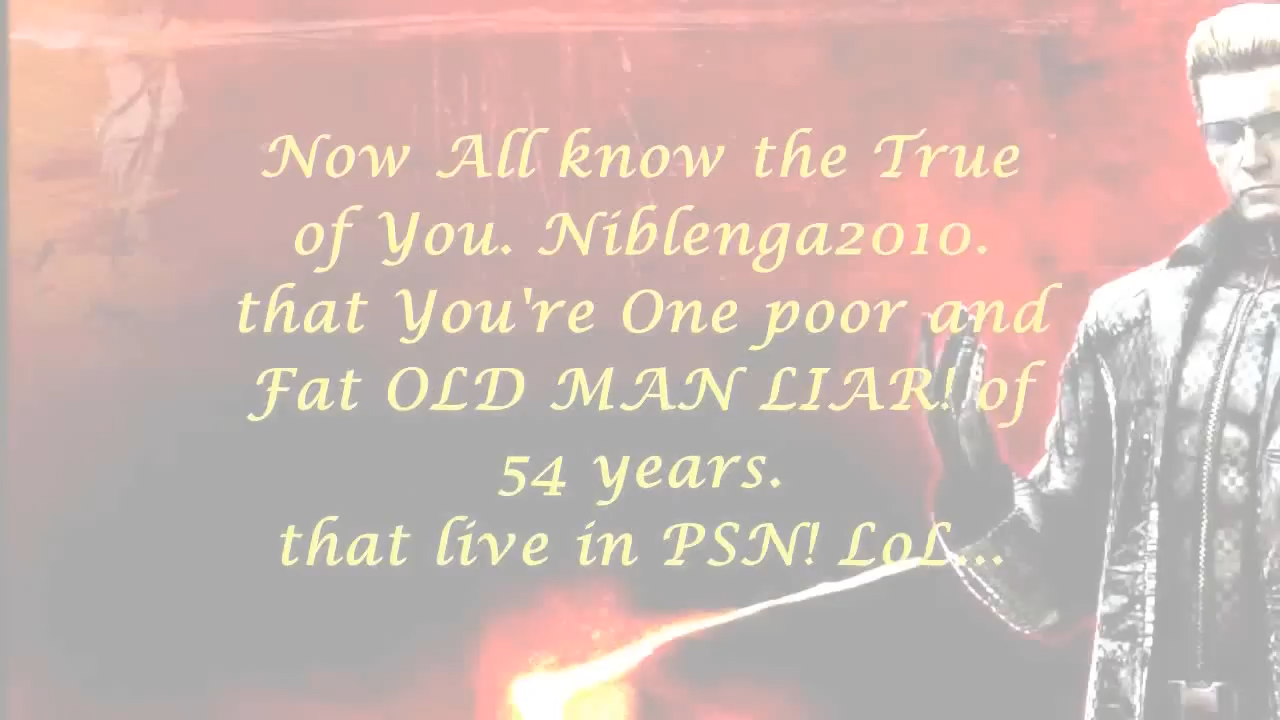 Now All know the True
of You. Niblenga2010.
that You're One poor and
Fat OLD MAN LIAR! of
54 years.
that live in PSN! LoL...